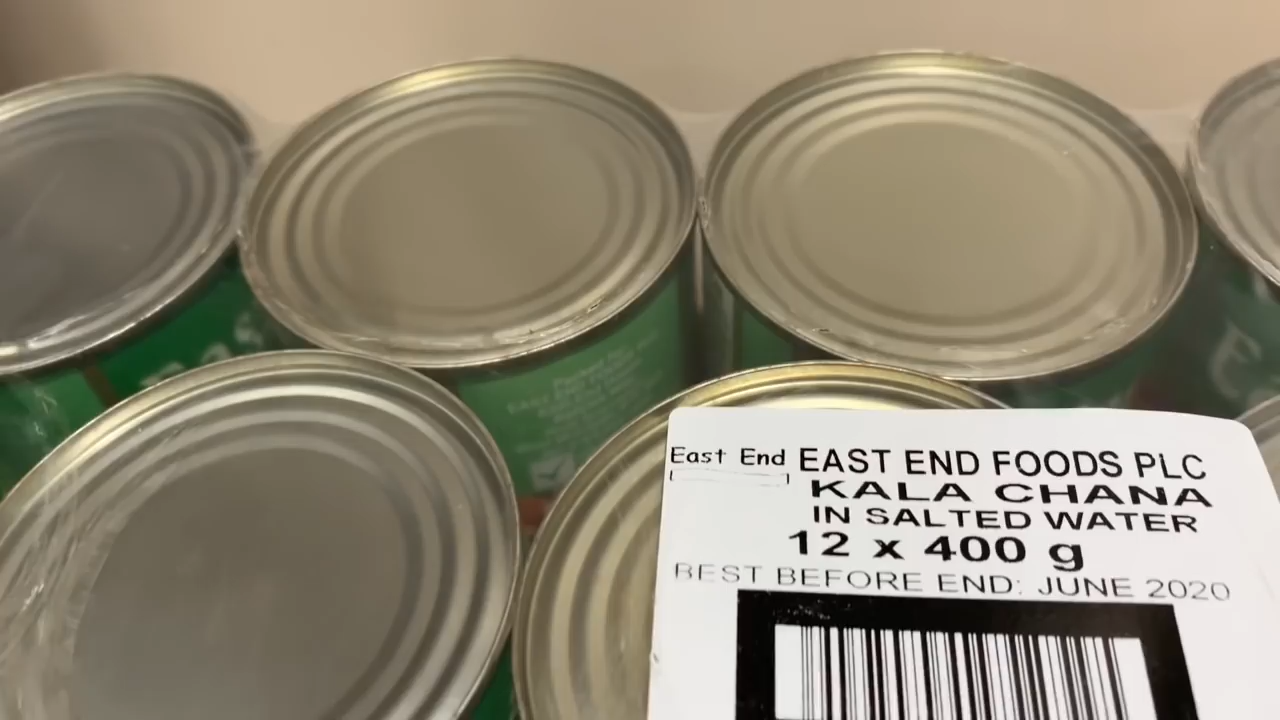 East End
EAST END FOODS PLC
KALA CHANA
IN SALTED WATER
12 x 400 g
BEST BEFORE END: JUNE 2020